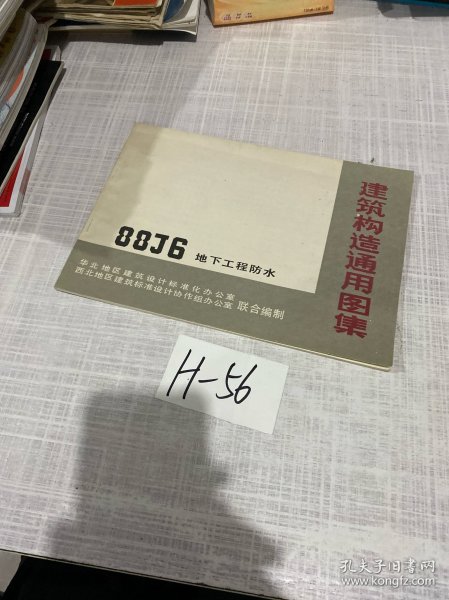 建筑构造通用图集
88J6 地下工程防水
华北地区建筑设计标准化办公室
西北地区建筑标准设计协作组办公室
联合编制
H-56
孔夫子旧书网
www.kongfz.com